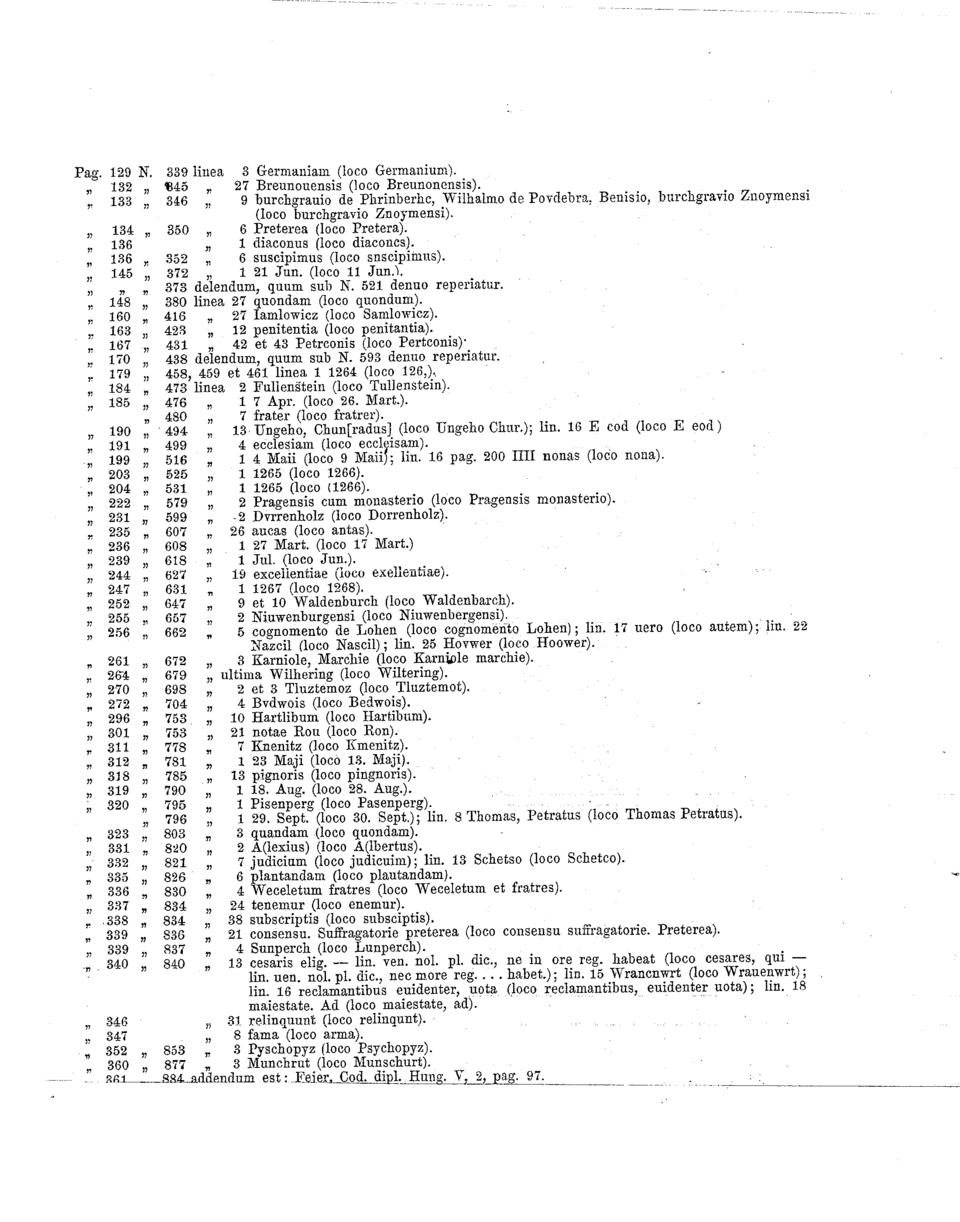 Pag. 129 N. 339 linea 3 Germaniam (loco Germanium).
„ 132 „ 345 „ 27 Breunouensis (loco Breunonensis).
„ 133 „ 346 „ 9 burchgrauio de Phrinberhc, Wilhalmo de Povdebra, Benisio, burchgravio Znoymensi
(loco burchgravio Znoymensi).
„ 134 „ 350 „ 6 Preterea (loco Pretera).
„ 136 „ 1 diaconus (loco diaconcs).
„ 136 „ 352 „ 6 suscipimus (loco snscipimus).
„ 145 „ 372 „ 1 21 Jun. (loco 11 Jun.).
„ „ „ 373 delendum, quum sub N. 521 denuo reperiatur.
„ 148 „ 380 linea 27 quondam (loco quondum).
„ 160 „ 416 „ 27 Iamlowicz (loco Samlowicz).
„ 163 „ 423 „ 12 penitentia (loco penitantia).
„ 167 „ 431 „ 42 et 43 Petrconis (loco Pertconis)·
„ 170 „ 438 delendum, quum sub N. 593 denuo reperiatur.
„ 179 „ 458, 459 et 461 linea 1 1264 (loco 126,).
„ 184 „ 473 linea 2 Fullenstein (loco Tullenstein).
„ 185 „ 476 „ 1 7 Apr. (loco 26. Mart.).
„ 480 „ 7 frater (loco fratrer).
„ 190 „ 494 „ 13 Ungeho, Chun[radus] (loco Ungeho Chur.); lin. 16 E cod (loco E eod)
„ 191 „ 499 „ 4 ecclesiam (loco eccleisam).
„ 199 „ 516 „ 1 4 Maii (loco 9 Maii); lin. 16 pag. 200 IIII nonas (loco nona).
„ 203 „ 525 „ 1 1265 (loco 1266).
„ 204 „ 531 „ 1 1265 (loco (1266).
„ 222 „ 579 „ 2 Pragensis cum monasterio (loco Pragensis monasterio).
„ 231 „ 599 „ 2 Dvrrenholz (loco Dorrenholz).
„ 235 „ 607 „ 26 aucas (loco antas).
„ 236 „ 608 „ 1 27 Mart. (loco 17 Mart.)
„ 239 „ 618 „ 1 Jul. (loco Jun.).
„ 244 „ 627 „ 19 excellentiae (loco exellentiae).
„ 247 „ 631 „ 1 1267 (loco 1268).
„ 252 „ 647 „ 9 et 10 Waldenburch (loco Waldenbarch).
„ 255 „ 657 „ 2 Niuwenburgensi (loco Niuwenbergensi).
„ 256 „ 662 „ 5 cognomento de Lohen (loco cognomento Lohen); lin. 17 uero (loco autem); lin. 22
Nazcil (loco Nascil); lin. 25 Hovwer (loco Hoower).
„ 261 „ 672 „ 3 Karniole, Marchie (loco Karniole marchie).
„ 264 „ 679 „ ultima Wilhering (loco Wiltering).
„ 270 „ 698 „ 2 et 3 Tluztemoz (loco Tluztemot).
„ 272 „ 704 „ 4 Bvdwois (loco Bedwois).
„ 296 „ 753 „ 10 Hartlibum (loco Hartibum).
„ 301 „ 753 „ 21 notae Rou (loco Ron).
„ 311 „ 778 „ 7 Knenitz (loco Kmenitz).
„ 312 „ 781 „ 1 23 Maji (loco 13. Maji).
„ 318 „ 785 „ 13 pignoris (loco pingnoris).
„ 319 „ 790 „ 1 18. Aug. (loco 28. Aug.).
„ 320 „ 795 „ 1 Pisenperg (loco Pasenperg).
„ 796 „ 1 29. Sept. (loco 30. Sept.); lin. 8 Thomas, Petratus (loco Thomas Petratus).
„ 323 „ 803 „ 3 quandam (loco quondam).
„ 331 „ 820 „ 2 A(lexius) (loco A(lbertus).
„ 332 „ 821 „ 7 judicium (loco judicuim); lin. 13 Schetso (loco Schetco).
„ 335 „ 826 „ 6 plantandam (loco plautandam).
„ 336 „ 830 „ 4 Weceletum fratres (loco Weceletum et fratres).
„ 337 „ 834 „ 24 tenemur (loco enemur).
„ 338 „ 834 „ 38 subscriptis (loco subsciptis).
„ 339 „ 836 „ 21 consensu. Suffragatorie preterea (loco consensu suffragatorie. Preterea).
„ 339 „ 837 „ 4 Sunperch (loco Lunperch).
„ 340 „ 840 „ 13 cesaris elig. — lin. ven. nol. pl. dic., ne in ore reg. habeat (loco cesares, qui —
lin. uen. nol. pl. dic., nec more reg. . . . habet.); lin. 15 Wrancnwrt (loco Wrauenwrt);
lin. 16 reclamantibus euidenter, uota (loco reclamantibus, euidenter uota); lin. 18
maiestate. Ad (loco maiestate, ad).
„ 346 „ 31 relinquunt (loco relinqunt).
„ 347 „ 8 fama (loco arma).
„ 352 „ 853 „ 3 Pyschopyz (loco Psychopyz).
„ 360 „ 877 „ 3 Munchrut (loco Munschurt).
„ 361 884 addendum est: Fejer, Cod. dipl. Hung. V, 2, pag. 97.